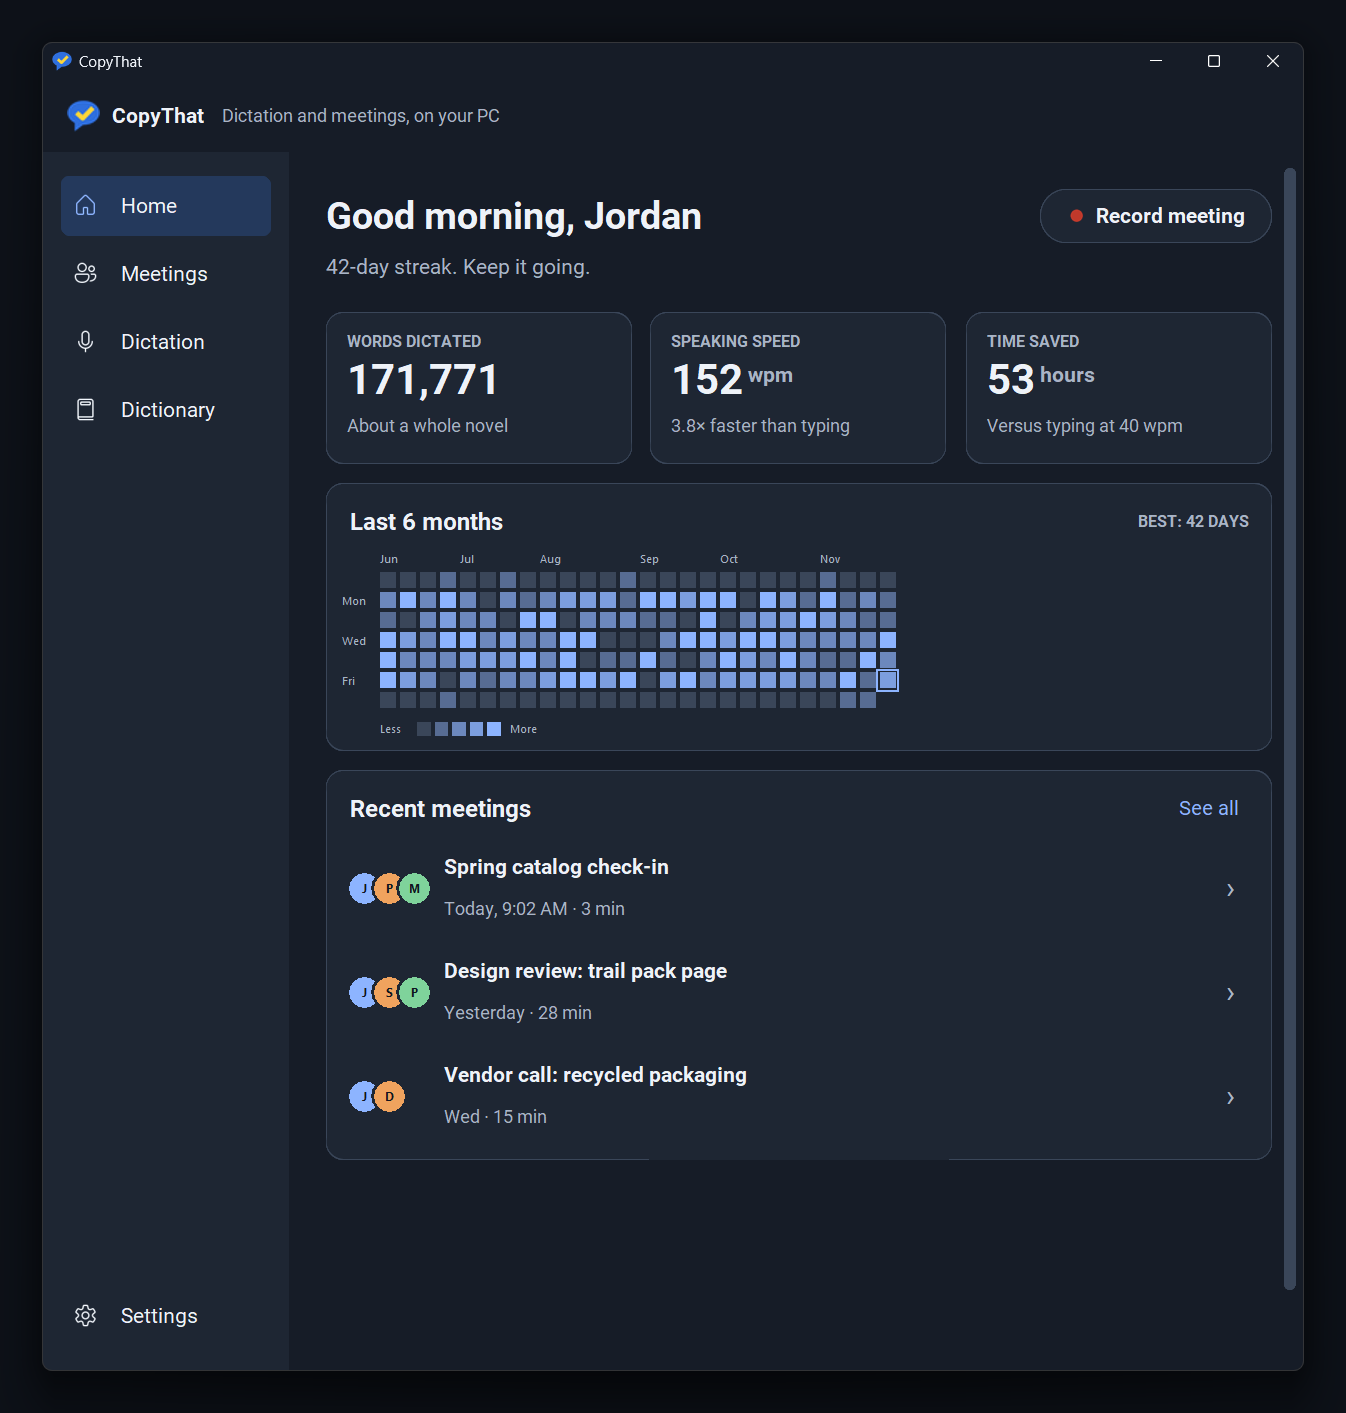 CopyThat
CopyThat Dictation and meetings, on your PC
Home
Meetings
Dictation
Dictionary
Settings
Good morning, Jordan
Record meeting
42-day streak. Keep it going.
WORDS DICTATED
171,771
About a whole novel
SPEAKING SPEED
152 wpm
3.8× faster than typing
TIME SAVED
53 hours
Versus typing at 40 wpm
Last 6 months
BEST: 42 DAYS
Jun Jul Aug Sep Oct Nov
Mon
Wed
Fri
Less More
Recent meetings
See all
J P M
Spring catalog check-in
Today, 9:02 AM · 3 min
J S P
Design review: trail pack page
Yesterday · 28 min
J D
Vendor call: recycled packaging
Wed · 15 min